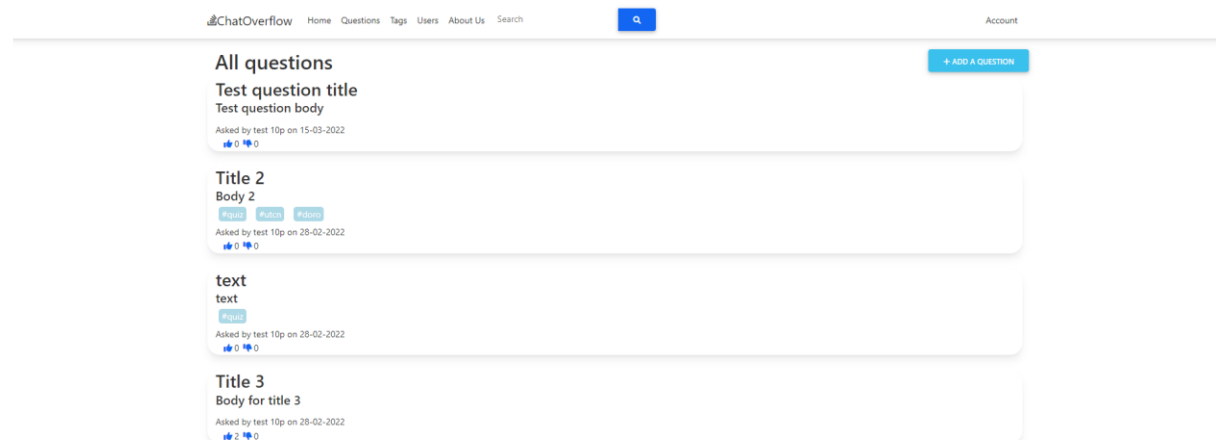 ChatOverflow Home Questions Tags Users About Us Search Account
All questions + ADD A QUESTION
Test question title
Test question body
Asked by test 10p on 15-03-2022
0 0
Title 2
Body 2
#quiz #utcn #doro
Asked by test 10p on 28-02-2022
0 0
text
text
#quiz
Asked by test 10p on 28-02-2022
0 0
Title 3
Body for title 3
Asked by test 10p on 28-02-2022
2 0